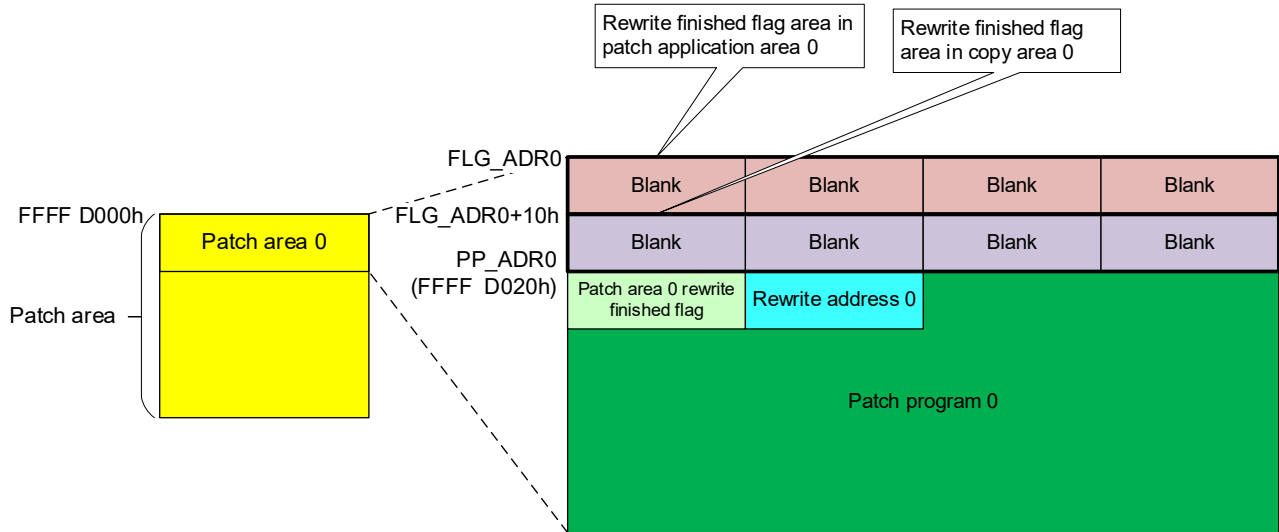 Rewrite finished flag area in
patch application area 0
Rewrite finished flag
area in copy area 0
FLG_ADR0
Blank
Blank
Blank
Blank
FFFF D000h
Patch area 0
FLG_ADR0+10h
Blank
Blank
Blank
Blank
PP_ADR0
(FFFF D020h)
Patch area 0 rewrite
finished flag
Rewrite address 0
Patch area
Patch program 0